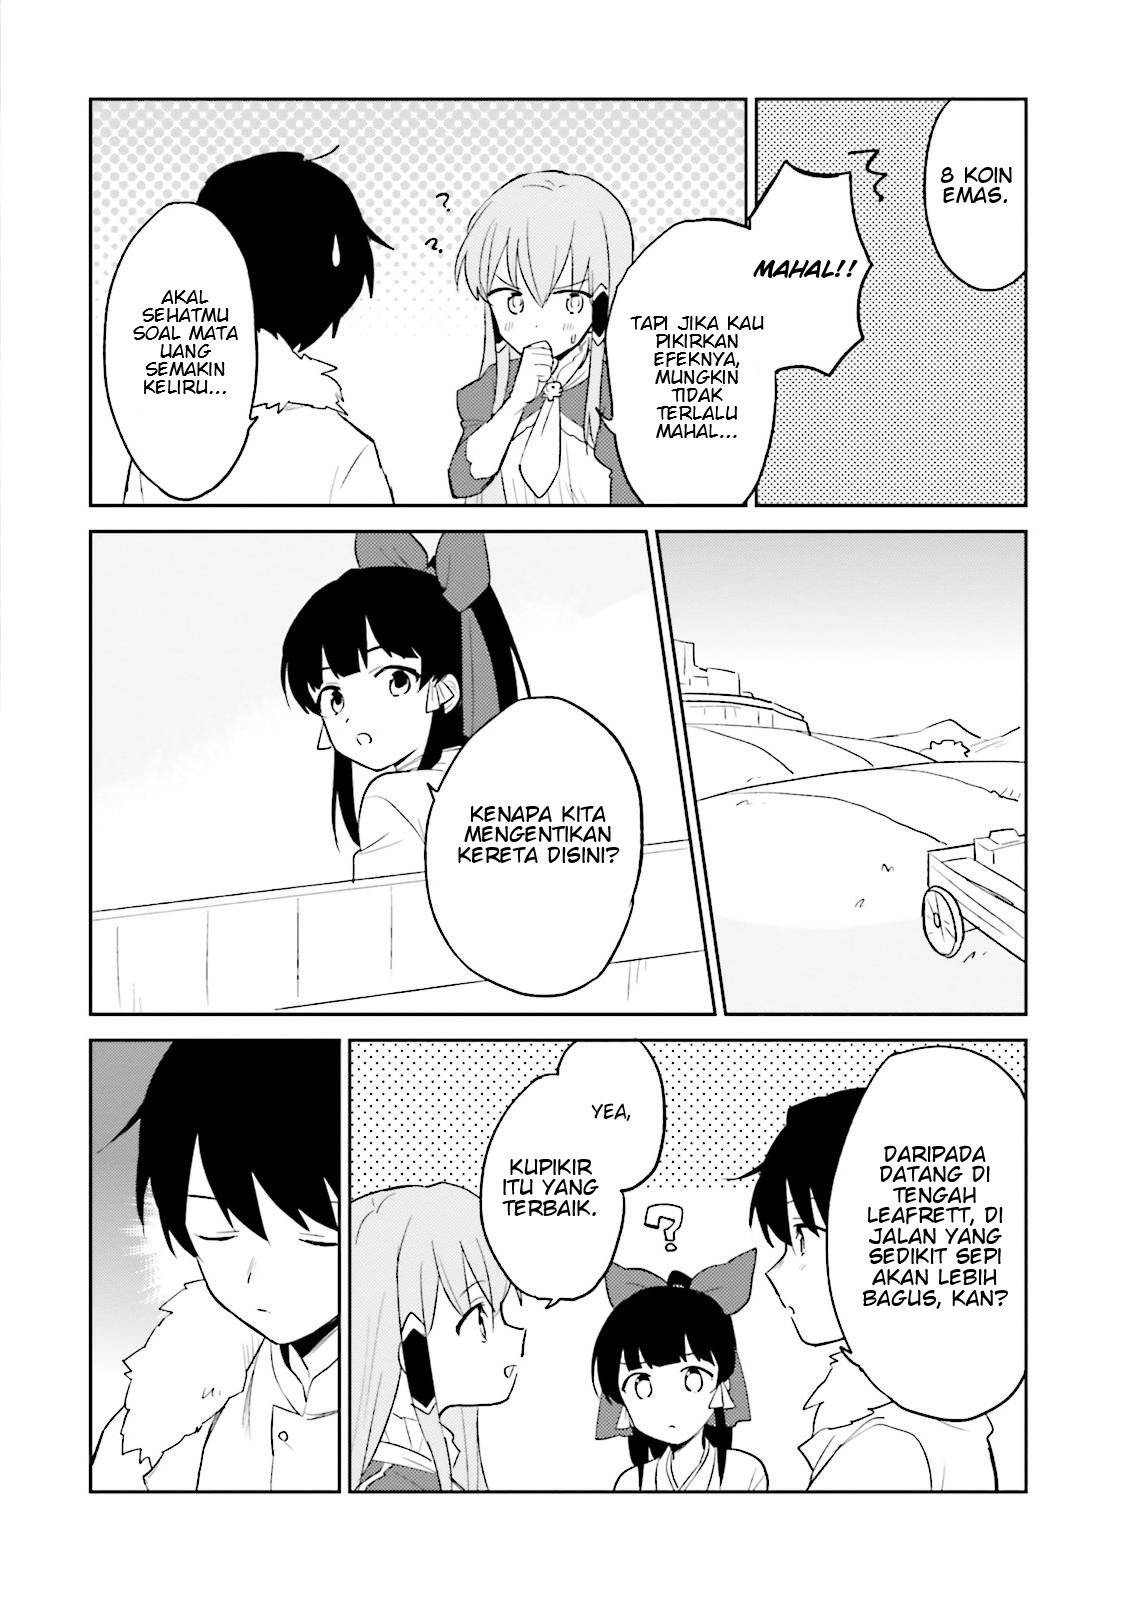 8 KOIN
EMAS.
MAHAL!!
TAPI JIKA KAU
PIKIRKAN
EFEKNYA,
MUNGKIN
TIDAK
TERLALU
MAHAL...
?
?
AKAL
SEHATMU
SOAL MATA
UANG
SEMAKIN
KELIRU...
KENAPA KITA
MENGENTIKAN
KERETA DISINI?
DARIPADA
DATANG DI
TENGAH
LEAFRETT, DI
JALAN YANG
SEDIKIT SEPI
AKAN LEBIH
BAGUS, KAN?
?
YEA,
KUPIKIR
ITU YANG
TERBAIK.